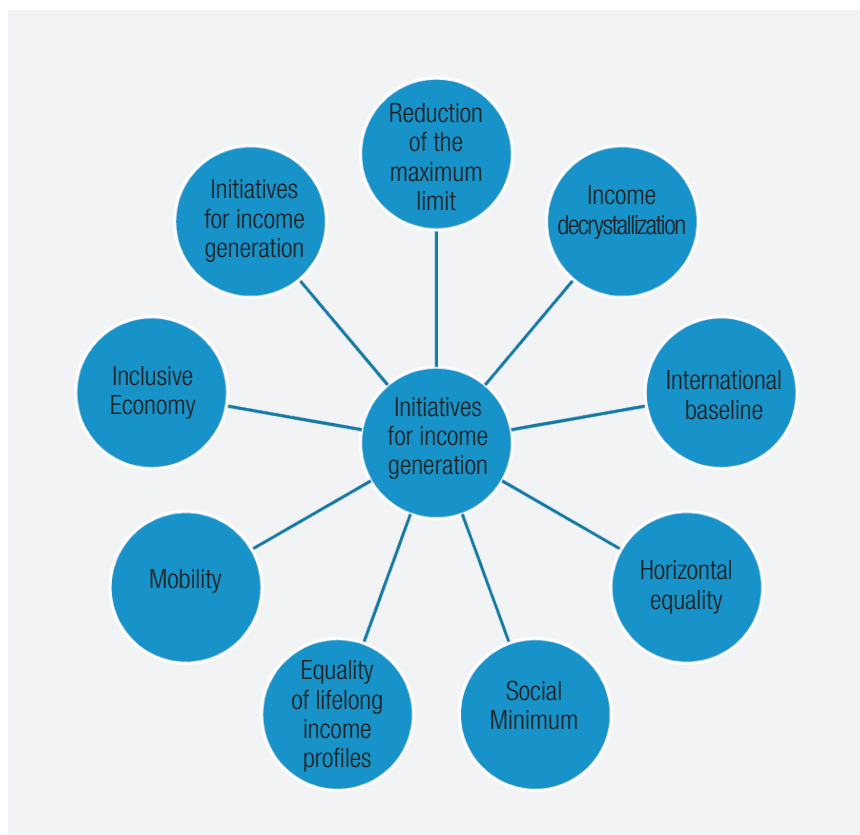 Reduction
of the
maximum
limit
Income
decrystallization
International
baseline
Horizontal
equality
Social
Minimum
Equality
of lifelong
income
profiles
Mobility
Inclusive
Economy
Initiatives
for income
generation
Initiatives
for income
generation